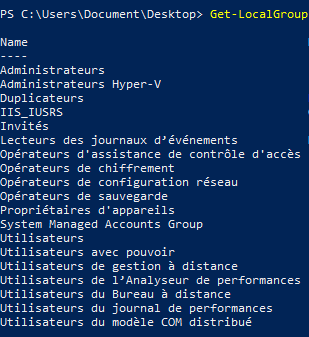 PS C:\Users\Document\Desktop> Get-LocalGroup
Name
----
Administrateurs
Administrateurs Hyper-V
Duplicateurs
IIS_IUSRS
Invités
Lecteurs des journaux d’événements
Opérateurs d'assistance de contrôle d'accès
Opérateurs de chiffrement
Opérateurs de configuration réseau
Opérateurs de sauvegarde
Propriétaires d'appareils
System Managed Accounts Group
Utilisateurs
Utilisateurs avec pouvoir
Utilisateurs de gestion à distance
Utilisateurs de l’Analyseur de performances
Utilisateurs du Bureau à distance
Utilisateurs du journal de performances
Utilisateurs du modèle COM distribué